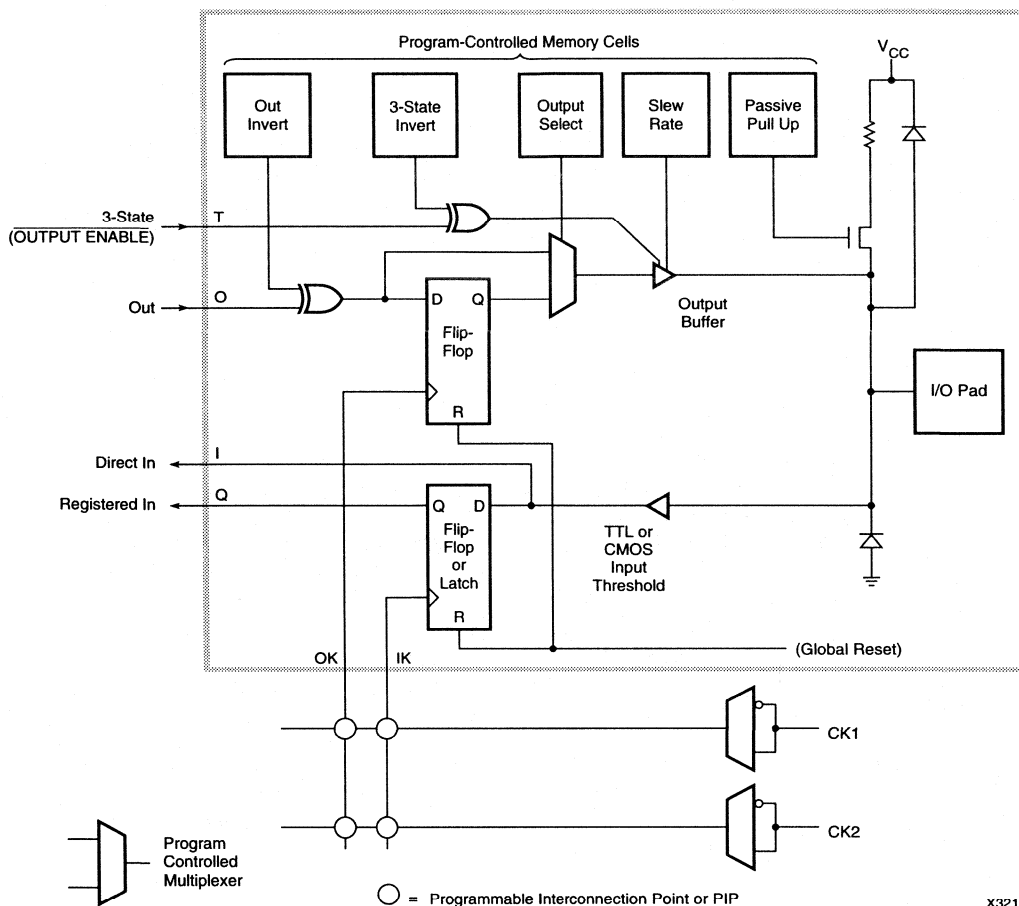 Program-Controlled Memory Cells
VCC
Out
Invert
3-State
Invert
Output
Select
Slew
Rate
Passive
Pull Up
3-State
(OUTPUT ENABLE)
T
Out
O
D Q
Flip-
Flop
R
Output
Buffer
I/O Pad
Direct In
I
Registered In
Q
Q D
Flip-
Flop
or
Latch
R
TTL or
CMOS
Input
Threshold
OK
IK
(Global Reset)
CK1
CK2
Program
Controlled
Multiplexer
= Programmable Interconnection Point or PIP
X321